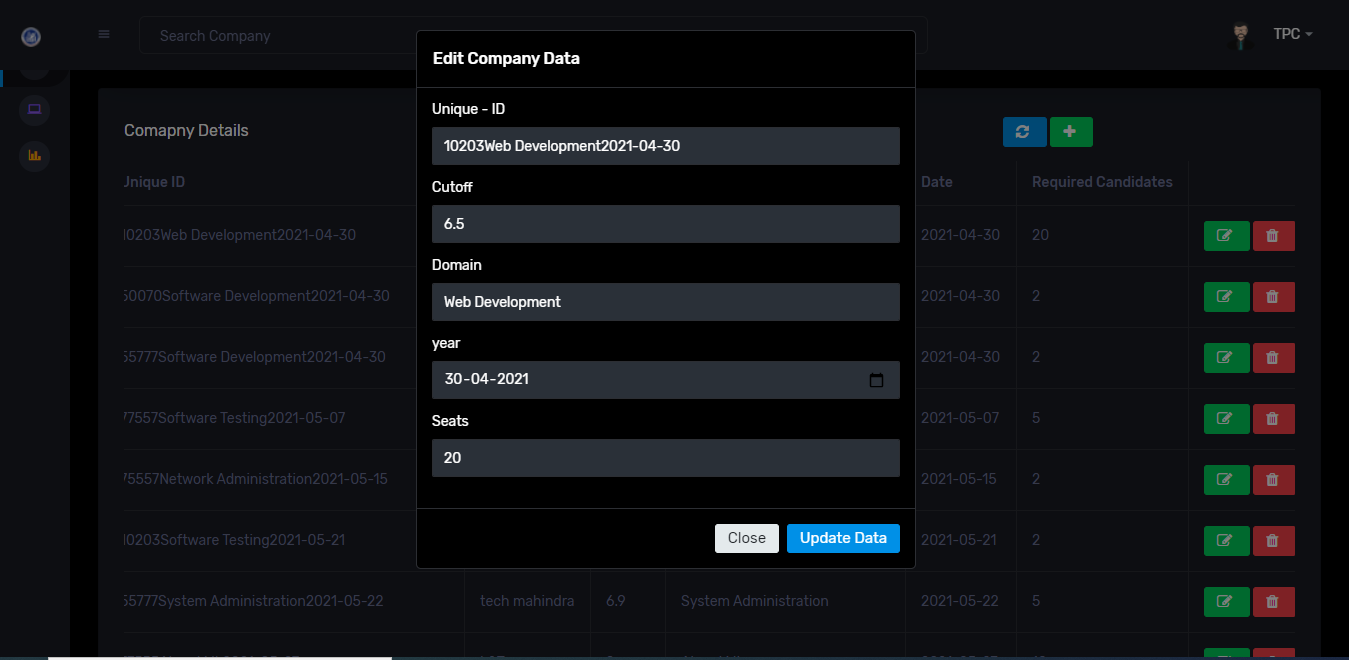 Search Company
TPC
Edit Company Data
Comapny Details
Unique - ID
10203Web Development2021-04-30
Unique ID
Date
Required Candidates
Cutoff
6.5
10203Web Development2021-04-30
2021-04-30
20
Domain
Web Development
50070Software Development2021-04-30
2021-04-30
2
year
30-04-2021
55777Software Development2021-04-30
2021-04-30
2
Seats
20
77557Software Testing2021-05-07
2021-05-07
5
75557Network Administration2021-05-15
2021-05-15
2
Close
Update Data
10203Software Testing2021-05-21
2021-05-21
2
55777System Administration2021-05-22
tech mahindra
6.9
System Administration
2021-05-22
5